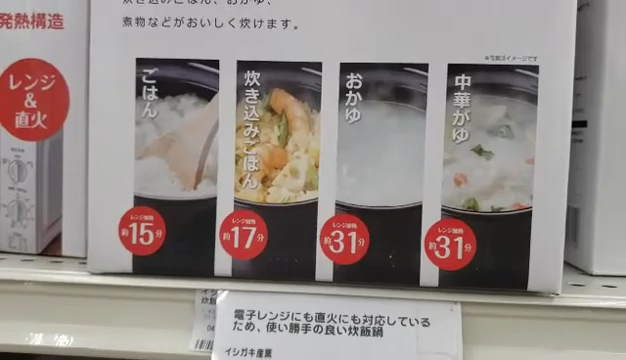 発熱構造
レンジ
&
直火
炊き込みごはん、おかゆ、
煮物などがおいしく炊けます。
※写真はイメージです
ごはん
レンジ加熱
約15分
炊き込みごはん
レンジ加熱
約17分
おかゆ
レンジ加熱
約31分
中華がゆ
レンジ加熱
約31分
電子レンジにも直火にも対応している
ため、使い勝手の良い炊飯鍋
イシガキ産業